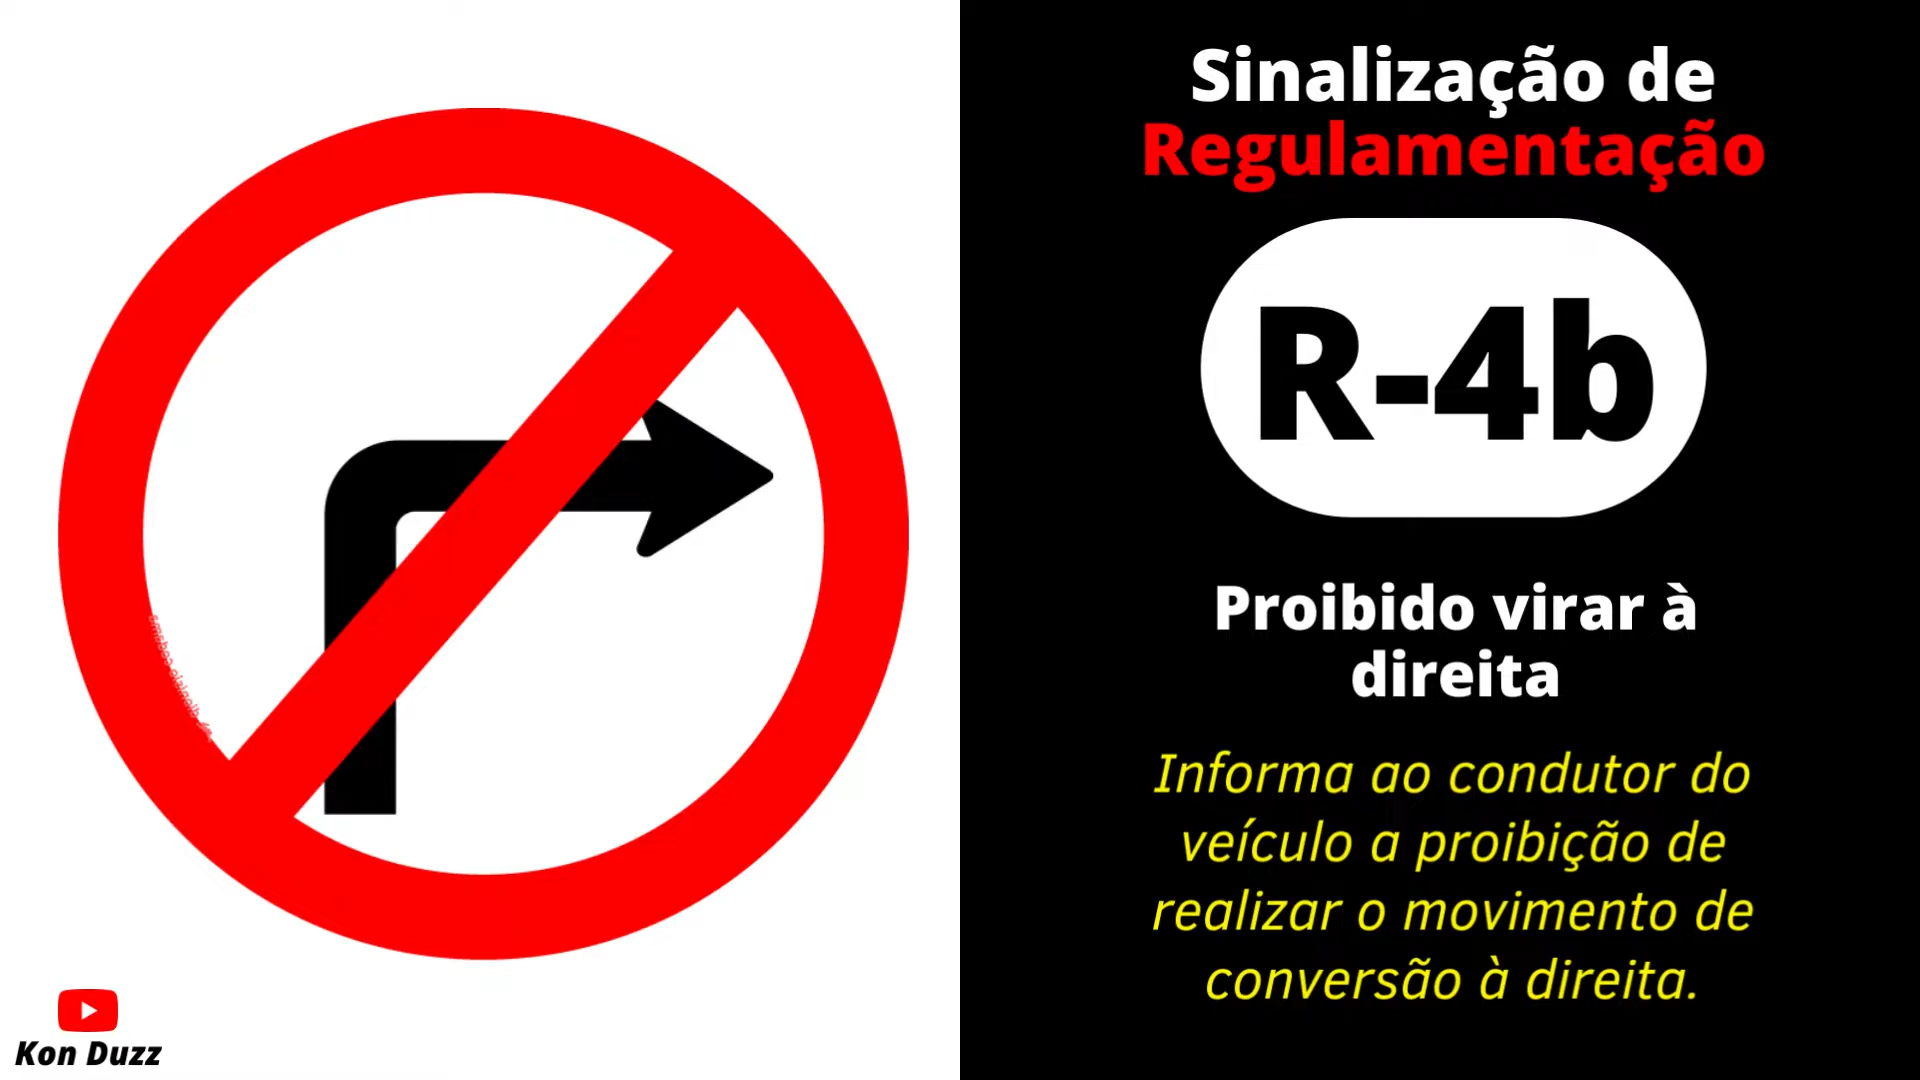 Sinalização de
Regulamentação
R-4b
Proibido virar à
direita
Informa ao condutor do
veículo a proibição de
realizar o movimento de
conversão à direita.
Kon Duzz